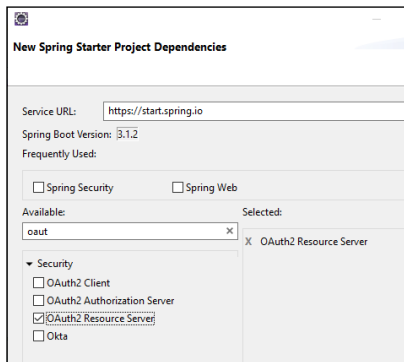 New Spring Starter Project Dependencies
Service URL: https://start.spring.io
Spring Boot Version: 3.1.2
Frequently Used:
Spring Security Spring Web
Available: Selected:
oaut X
X OAuth2 Resource Server
Security
OAuth2 Client
OAuth2 Authorization Server
OAuth2 Resource Server
Okta